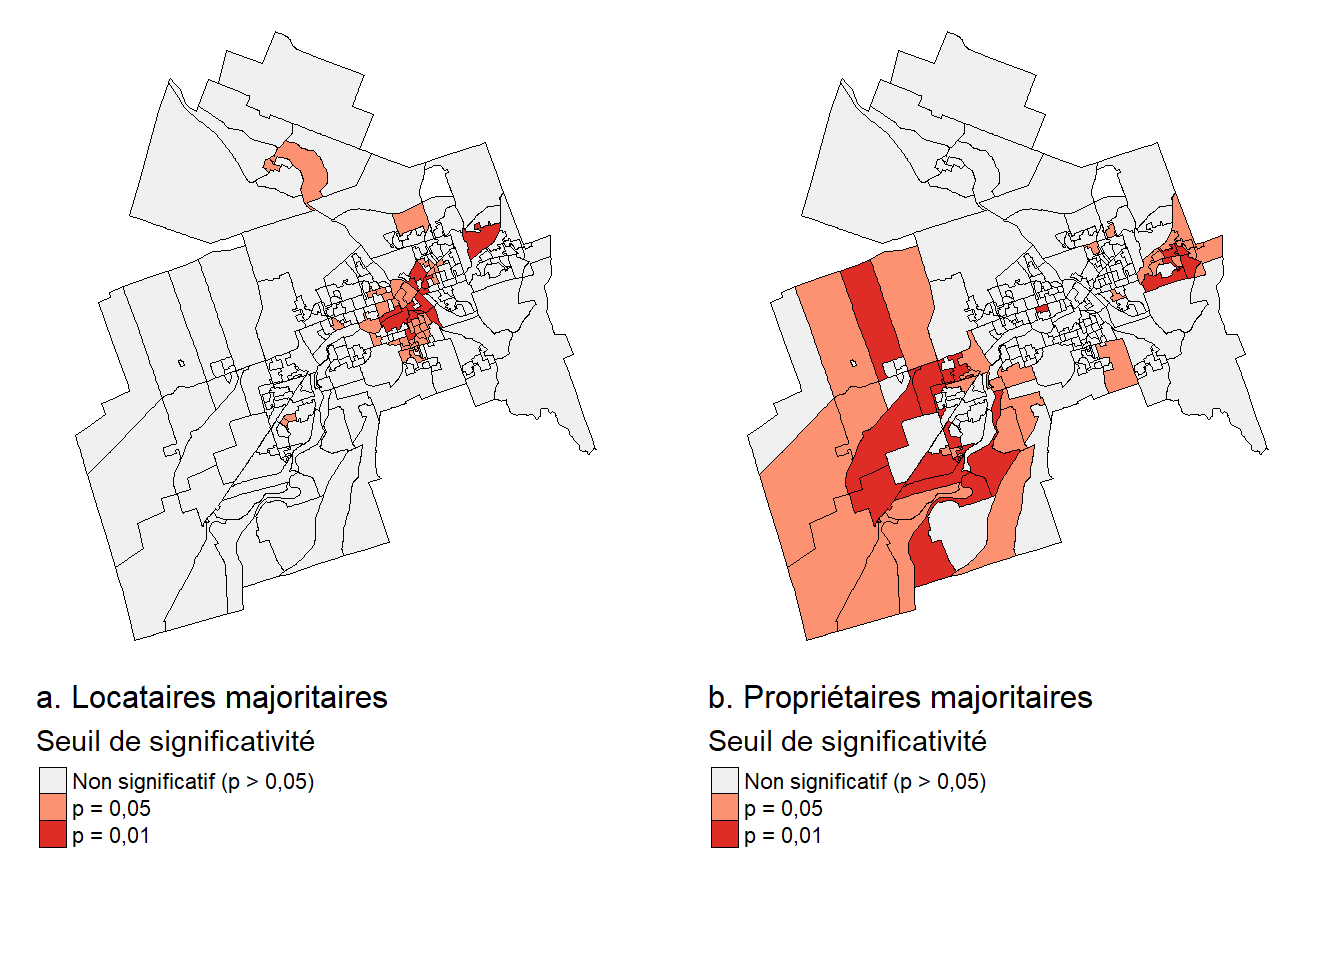 a. Locataires majoritaires
Seuil de significativité
Non significatif (p > 0,05)
p = 0,05
p = 0,01
b. Propriétaires majoritaires
Seuil de significativité
Non significatif (p > 0,05)
p = 0,05
p = 0,01